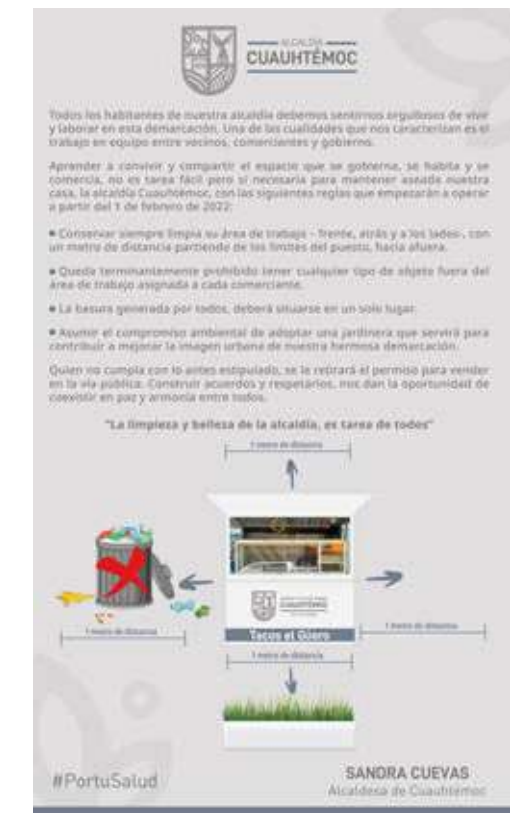 ALCALDÍA
CUAUHTÉMOC
Todos los habitantes de nuestra alcaldía debemos sentirnos orgullosos de vivir
y laborar en esta demarcación. Una de las cualidades que nos caracterizan es el
trabajo en equipo entre vecinos, comerciantes y gobierno.
Aprender a convivir y compartir el espacio que se gobierna, se habita y se
comercia, no es tarea fácil pero sí necesaria para mantener aseada nuestra
casa, la alcaldía Cuauhtémoc, con las siguientes reglas que empezarán a operar
a partir del 1 de febrero de 2022:
• Conservar siempre limpia su área de trabajo - frente, atrás y a los lados-, con
un metro de distancia partiendo de los límites del puesto, hacia afuera.
• Queda terminantemente prohibido tener cualquier tipo de objeto fuera del
área de trabajo asignada a cada comerciante.
• La basura generada por todos, deberá situarse en un solo lugar.
• Asumir el compromiso ambiental de adoptar una jardinera que servirá para
contribuir a mejorar la imagen urbana de nuestra hermosa demarcación.
Quien no cumpla con lo antes estipulado, se le retirará el permiso para vender
en la vía pública. Construir acuerdos y respetarlos, nos dan la oportunidad de
coexistir en paz y armonía entre todos.
"La limpieza y belleza de la alcaldía, es tarea de todos"
1 metro de distancia
CUAUHTÉMOC
Tacos el Güero
1 metro de distancia
1 metro de distancia
1 metro de distancia
#PortuSalud
SANDRA CUEVAS
Alcaldesa de Cuauhtémoc